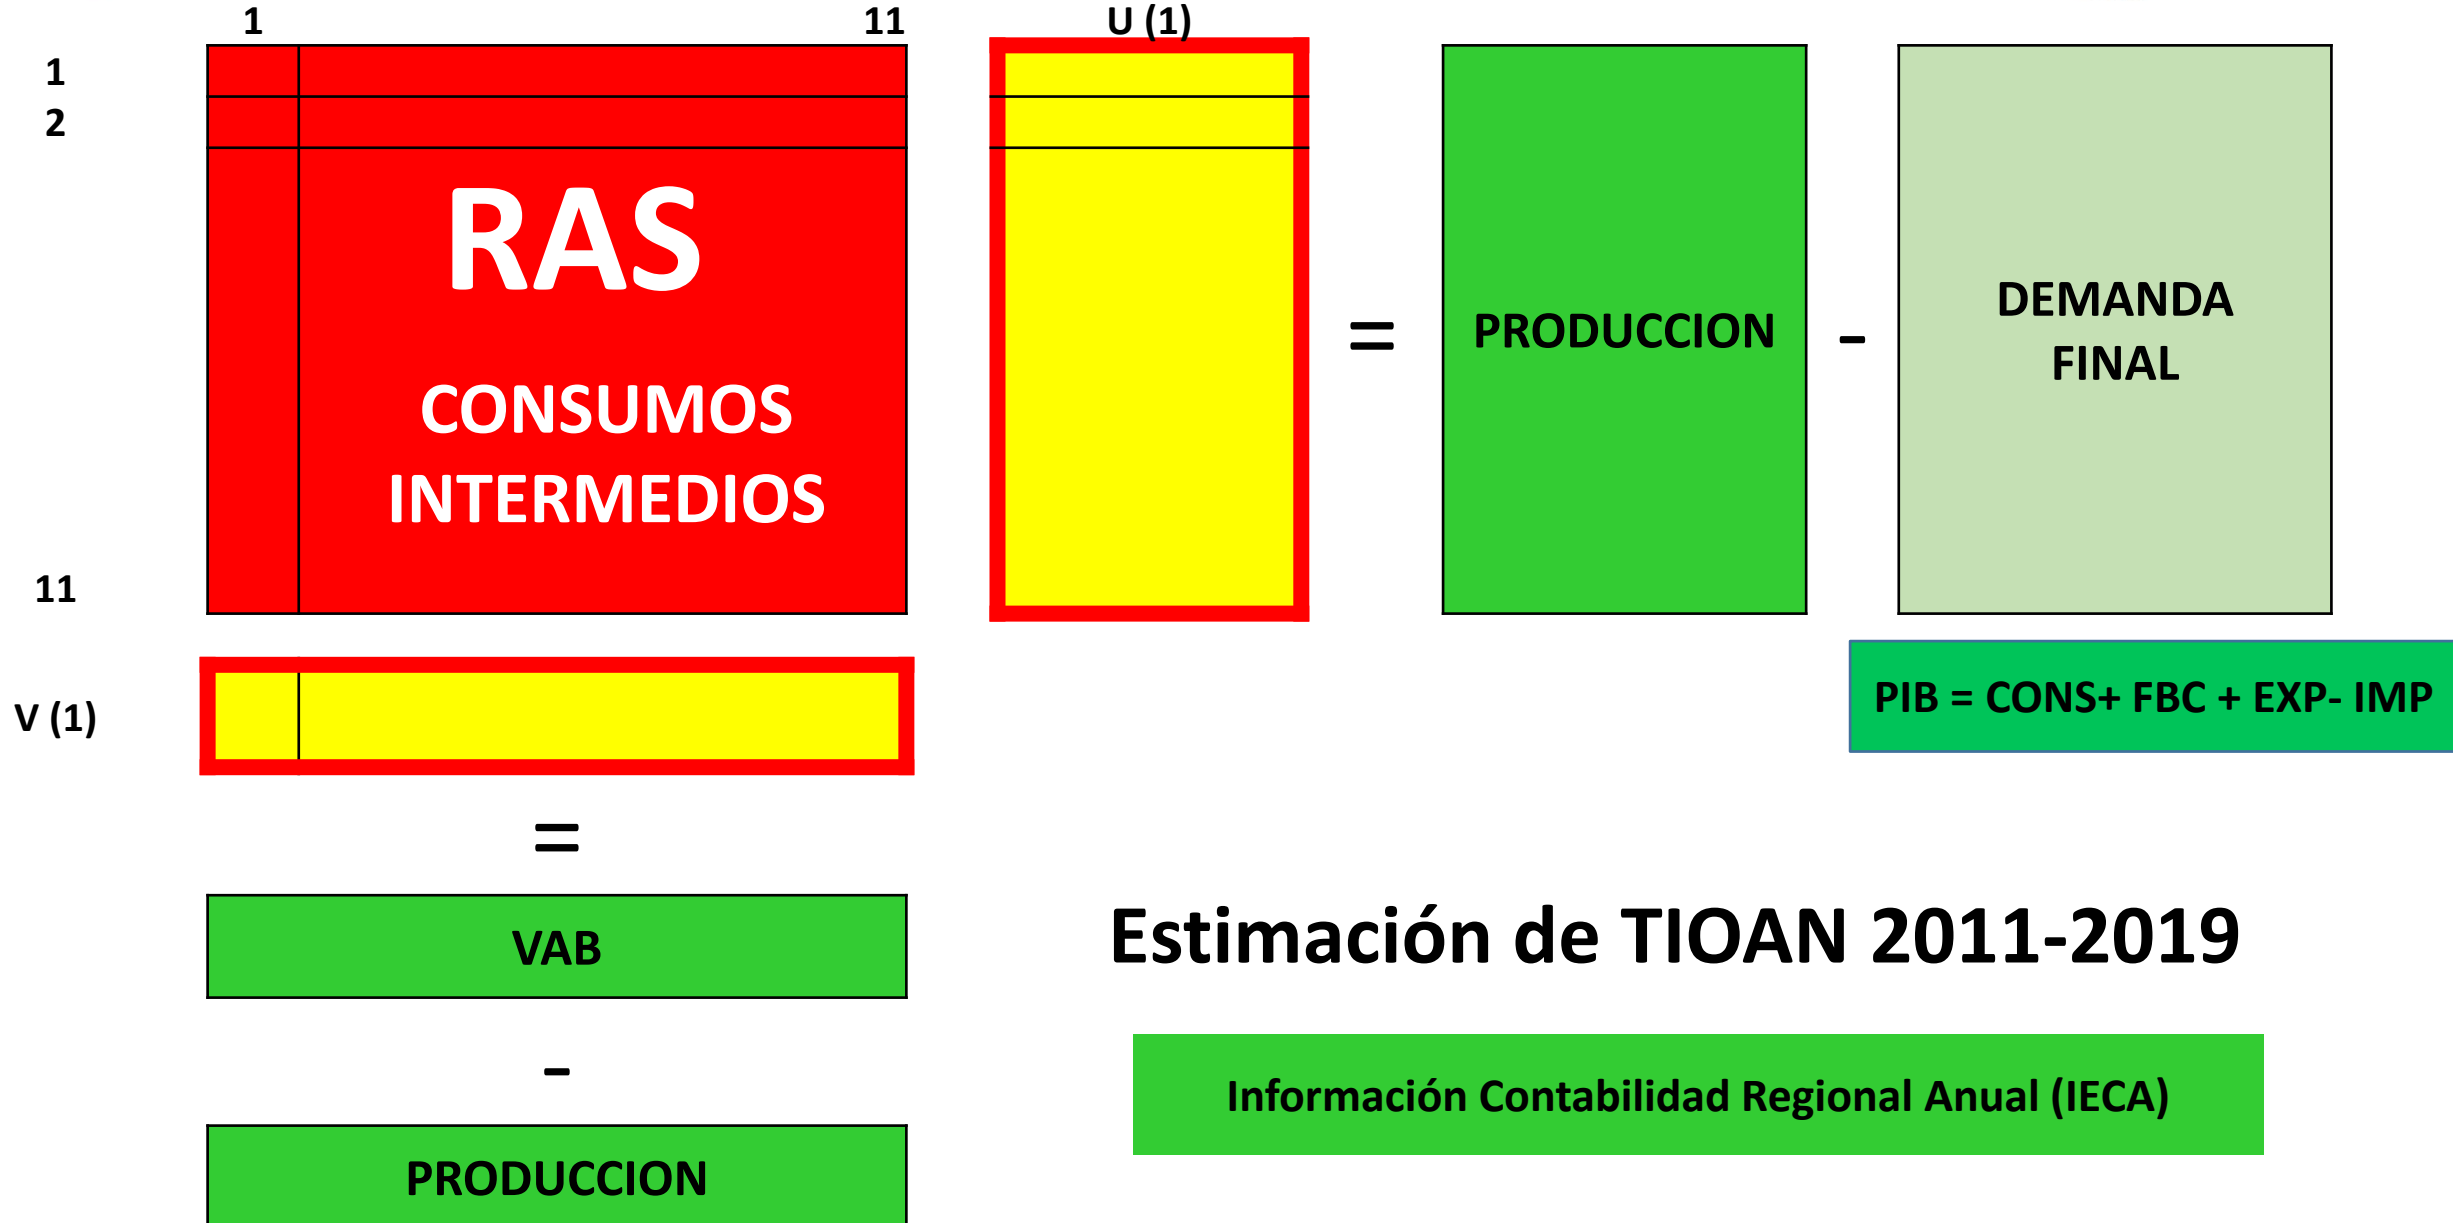 1
11
U (1)
1
2
RAS
CONSUMOS
INTERMEDIOS
11
=
PRODUCCION
-
DEMANDA
FINAL
PIB = CONS+ FBC + EXP- IMP
V (1)
=
VAB
-
PRODUCCION
Estimación de TIOAN 2011-2019
Información Contabilidad Regional Anual (IECA)